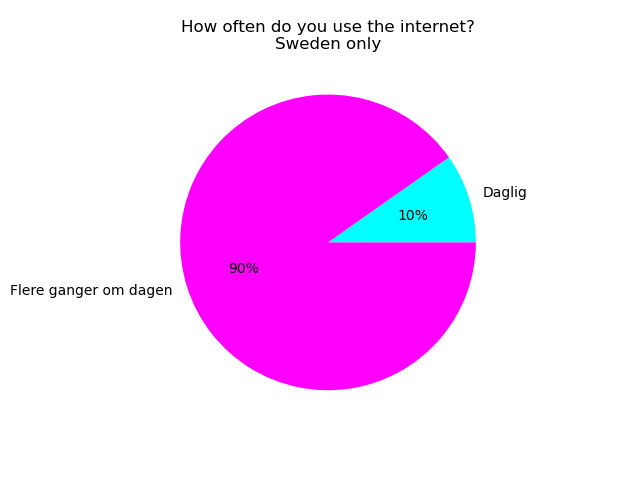 How often do you use the internet?
Sweden only
Daglig
10%
90%
Flere ganger om dagen